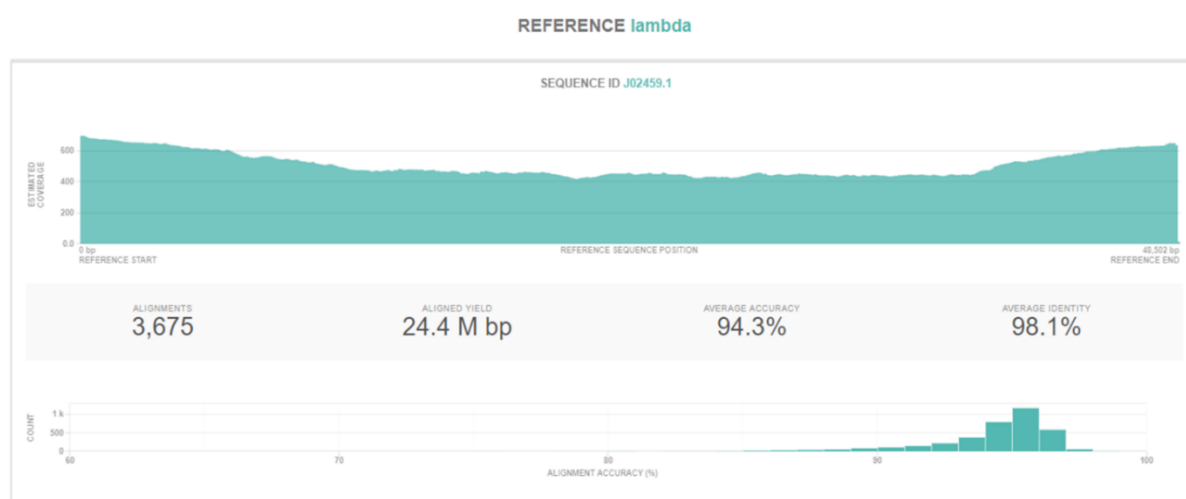 REFERENCE lambda
SEQUENCE ID J02459.1
ESTIMATED
COVERAGE
600
400
200
0.0
0 bp
REFERENCE START
REFERENCE SEQUENCE POSITION
48,502 bp
REFERENCE END
ALIGNMENTS
3,675
ALIGNED YIELD
24.4 M bp
AVERAGE ACCURACY
94.3%
AVERAGE IDENTITY
98.1%
COUNT
1 k
500
0
60 70 80 90 100
ALIGNMENT ACCURACY (%)